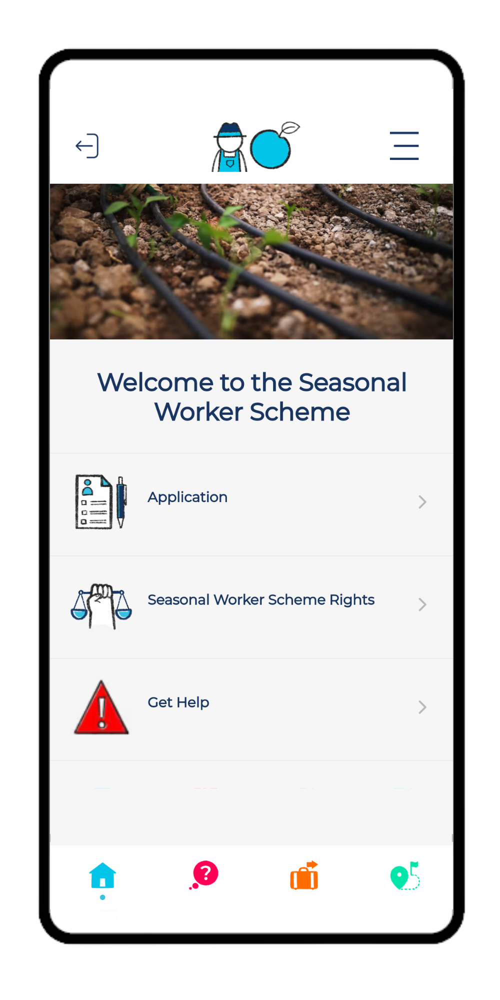 Welcome to the Seasonal
Worker Scheme
Application
Seasonal Worker Scheme Rights
Get Help